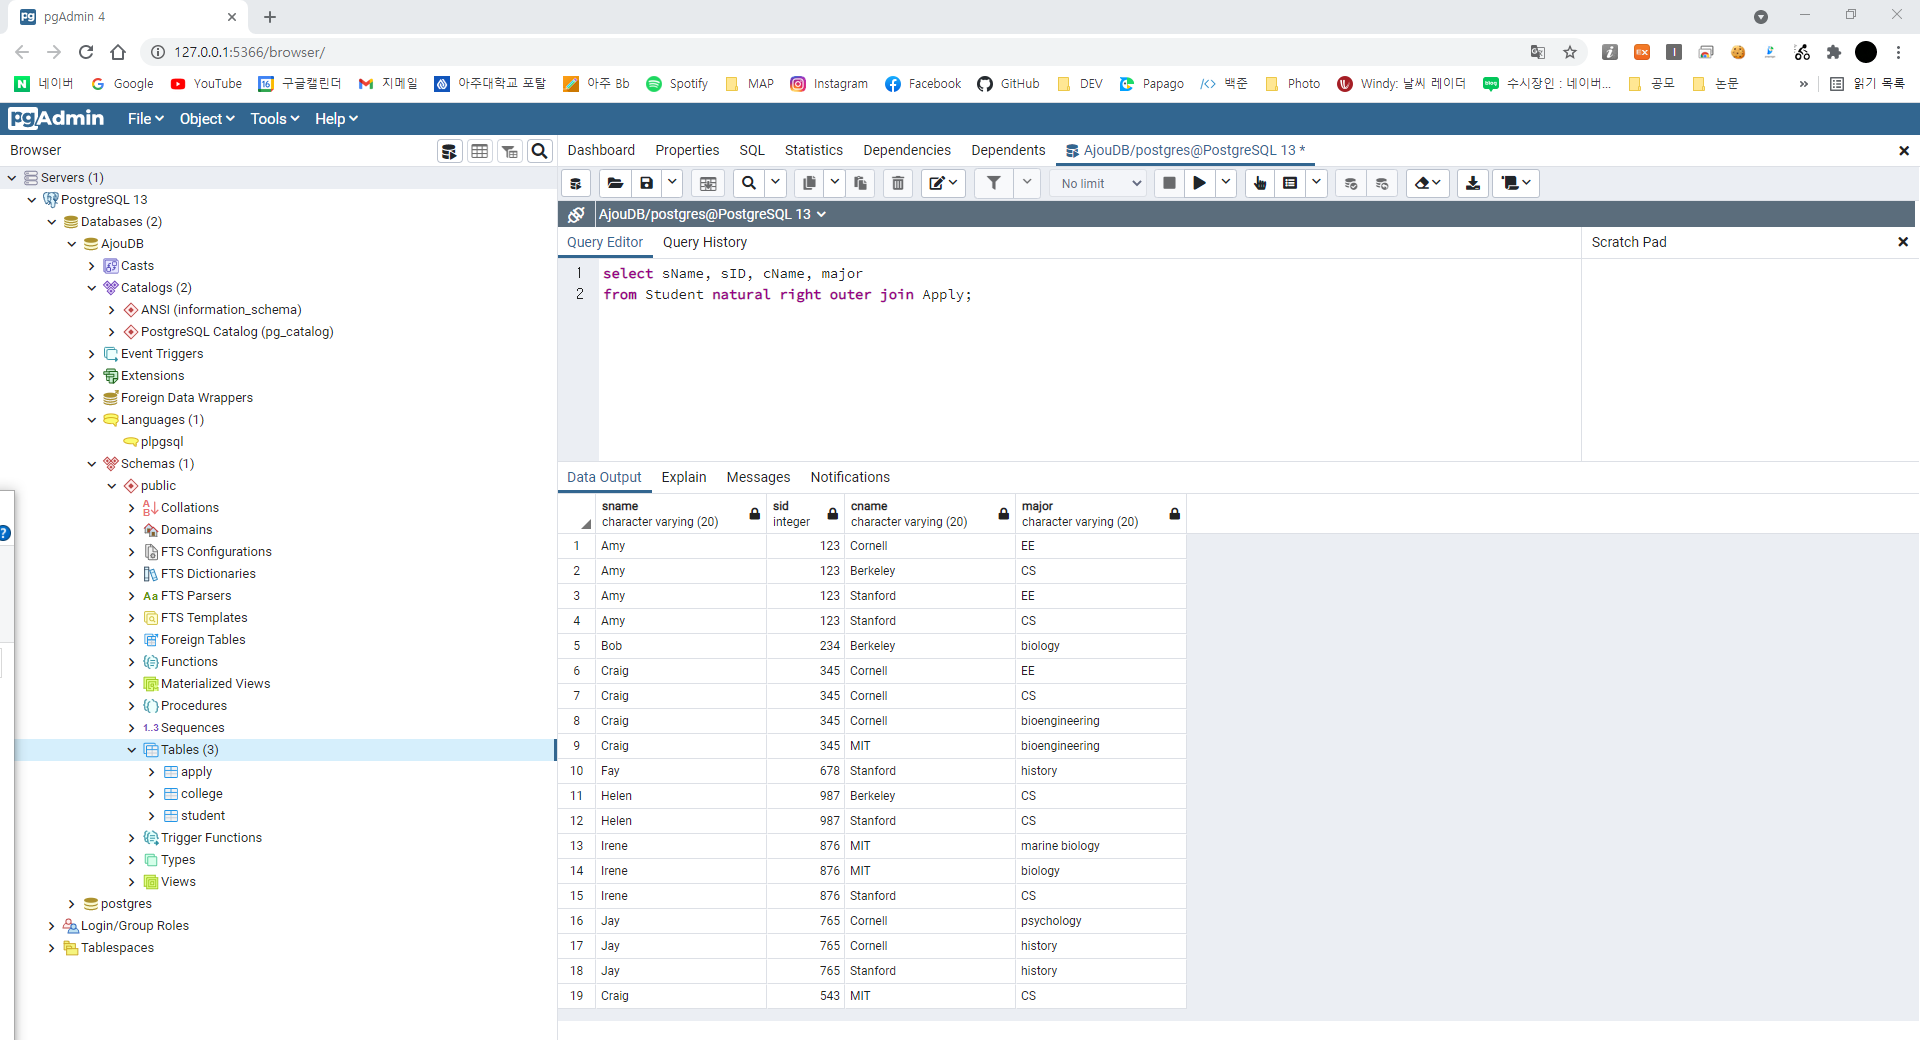 pgAdmin 4
127.0.0.1:5366/browser/
네이버 Google YouTube 구글캘린더 지메일 아주대학교 포탈 아주 Bb Spotify MAP Instagram Facebook GitHub DEV Papago 백준 Photo Windy: 날씨 레이더 수시장인 : 네이버... 공모 논문 » 읽기 목록
pgAdmin File Object Tools Help
Browser
Dashboard Properties SQL Statistics Dependencies Dependents AjouDB/postgres@PostgreSQL 13 *
No limit
AjouDB/postgres@PostgreSQL 13
Query Editor Query History
Scratch Pad
1 select sName, sID, cName, major
2 from Student natural right outer join Apply;
Servers (1)
PostgreSQL 13
Databases (2)
AjouDB
Casts
Catalogs (2)
ANSI (information_schema)
PostgreSQL Catalog (pg_catalog)
Event Triggers
Extensions
Foreign Data Wrappers
Languages (1)
plpgsql
Schemas (1)
public
Collations
Domains
FTS Configurations
FTS Dictionaries
Aa FTS Parsers
FTS Templates
Foreign Tables
Functions
Materialized Views
Procedures
1..3 Sequences
Tables (3)
apply
college
student
Trigger Functions
Types
Views
postgres
Login/Group Roles
Tablespaces
Data Output Explain Messages Notifications
sname sid cname major
character varying (20) integer character varying (20) character varying (20)
1 Amy 123 Cornell EE
2 Amy 123 Berkeley CS
3 Amy 123 Stanford EE
4 Amy 123 Stanford CS
5 Bob 234 Berkeley biology
6 Craig 345 Cornell EE
7 Craig 345 Cornell CS
8 Craig 345 Cornell bioengineering
9 Craig 345 MIT bioengineering
10 Fay 678 Stanford history
11 Helen 987 Berkeley CS
12 Helen 987 Stanford CS
13 Irene 876 MIT marine biology
14 Irene 876 MIT biology
15 Irene 876 Stanford CS
16 Jay 765 Cornell psychology
17 Jay 765 Cornell history
18 Jay 765 Stanford history
19 Craig 543 MIT CS